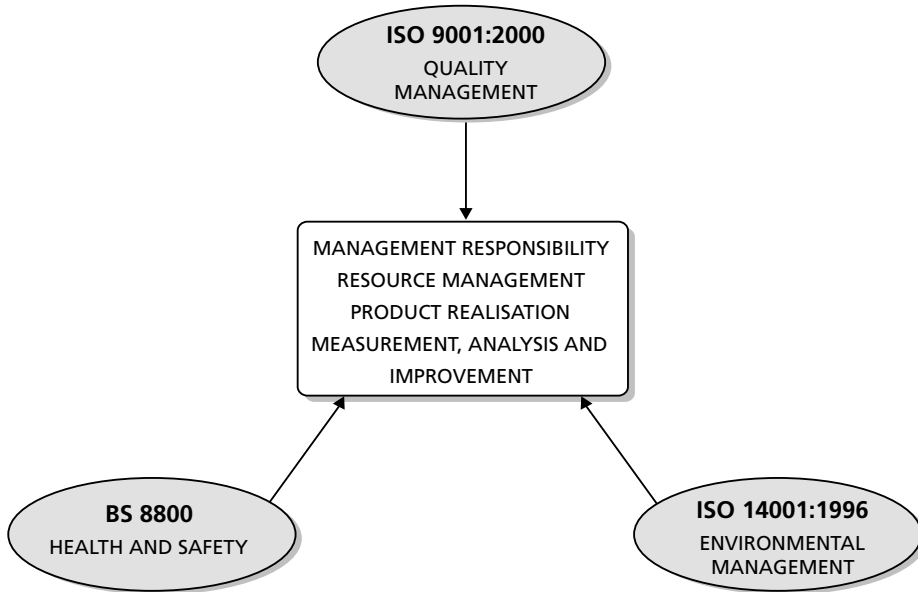 ISO 9001:2000
QUALITY
MANAGEMENT
MANAGEMENT RESPONSIBILITY
RESOURCE MANAGEMENT
PRODUCT REALISATION
MEASUREMENT, ANALYSIS AND
IMPROVEMENT
BS 8800
HEALTH AND SAFETY
ISO 14001:1996
ENVIRONMENTAL
MANAGEMENT